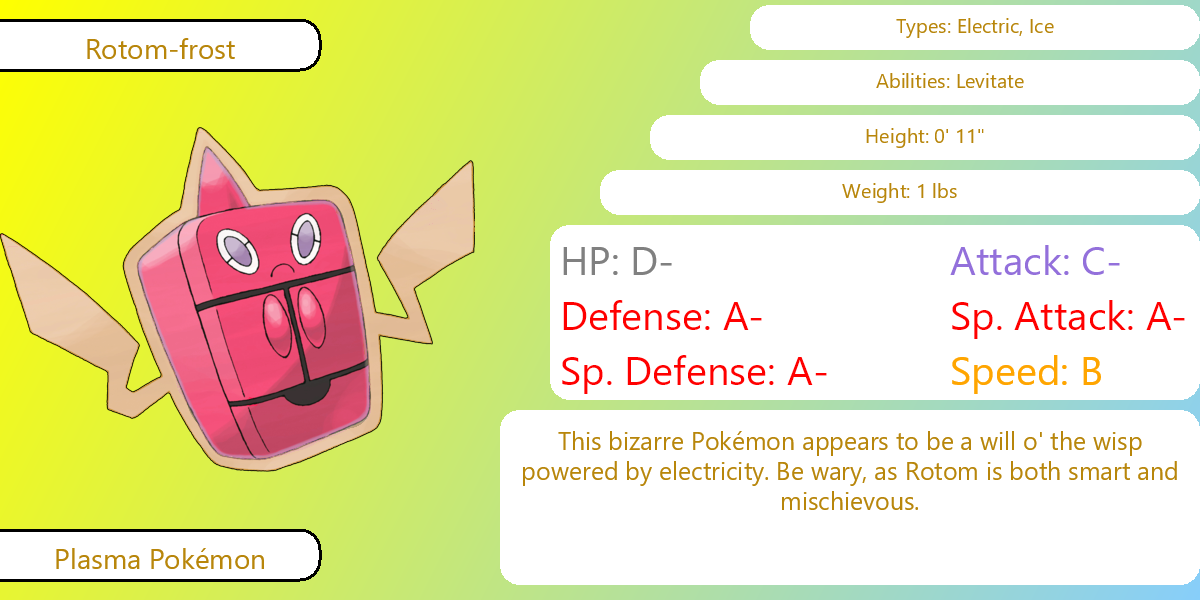 Rotom-frost
Types: Electric, Ice
Abilities: Levitate
Height: 0' 11"
Weight: 1 lbs
HP: D-
Attack: C-
Defense: A-
Sp. Attack: A-
Sp. Defense: A-
Speed: B
This bizarre Pokémon appears to be a will o' the wisp
powered by electricity. Be wary, as Rotom is both smart and
mischievous.
Plasma Pokémon